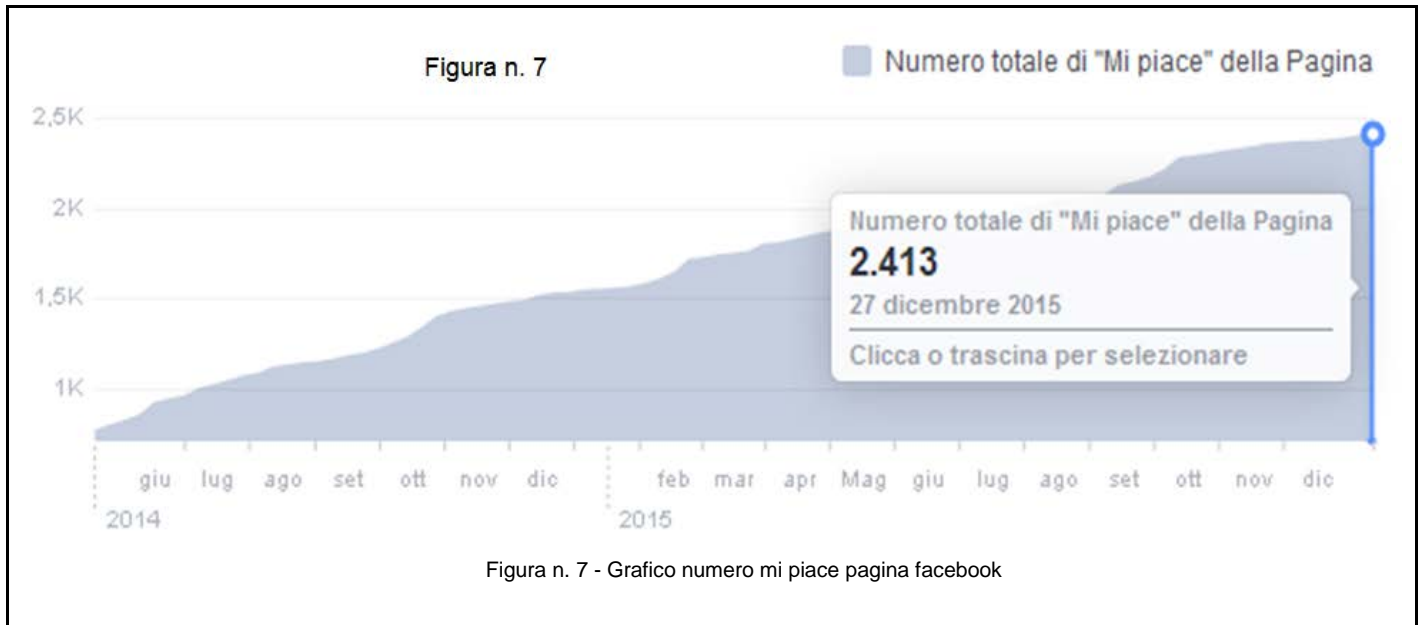 Figura n. 7
Numero totale di "Mi piace" della Pagina
2,5K
2K
1,5K
1K
Numero totale di "Mi piace" della Pagina
2.413
27 dicembre 2015
Clicca o trascina per selezionare
giu lug ago set ott nov dic feb mar apr Mag giu lug ago set ott nov dic
2014 2015
Figura n. 7 - Grafico numero mi piace pagina facebook